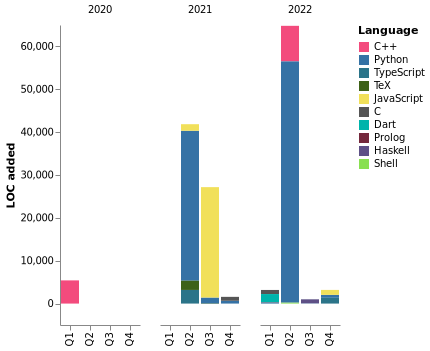 2020 2021 2022
Language
C++
Python
TypeScript
TeX
JavaScript
C
Dart
Prolog
Haskell
Shell
LOC added
60,000
50,000
40,000
30,000
20,000
10,000
0
Q1 Q2 Q3 Q4 Q1 Q2 Q3 Q4 Q1 Q2 Q3 Q4